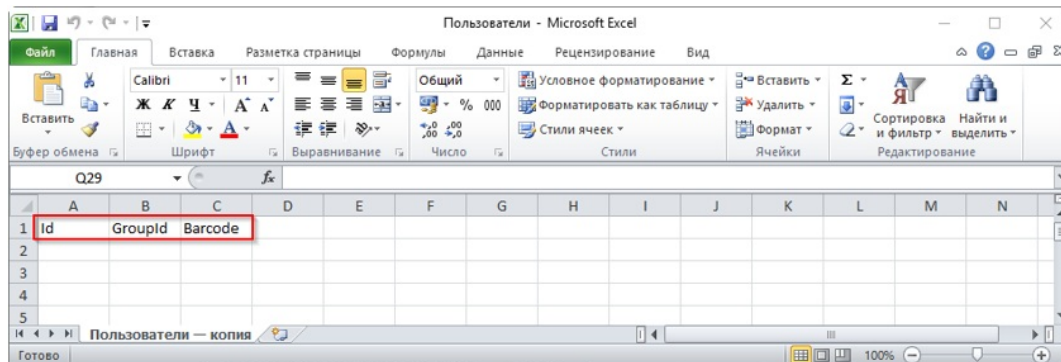 Пользователи - Microsoft Excel
Файл Главная Вставка Разметка страницы Формулы Данные Рецензирование Вид
Calibri 11 Общий Условное форматирование Вставить Σ
Вставить Ж К Ч % 000 Форматировать как таблицу Удалить Сортировка и фильтр Найти и выделить
Стили ячеек Формат
Буфер обмена Шрифт Выравнивание Число Стили Ячейки Редактирование
Q29 fx
A B C D E F G H I J K L M N
1 Id GroupId Barcode
2
3
4
5
Пользователи — копия
Готово 100%